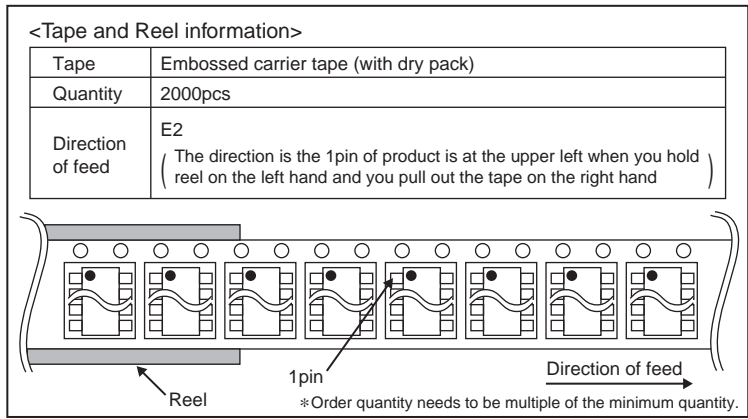 <Tape and Reel information>
Tape Embossed carrier tape (with dry pack)
Quantity 2000pcs
Direction of feed E2
( The direction is the 1pin of product is at the upper left when you hold
reel on the left hand and you pull out the tape on the right hand )
Direction of feed
1pin
Reel
＊Order quantity needs to be multiple of the minimum quantity.